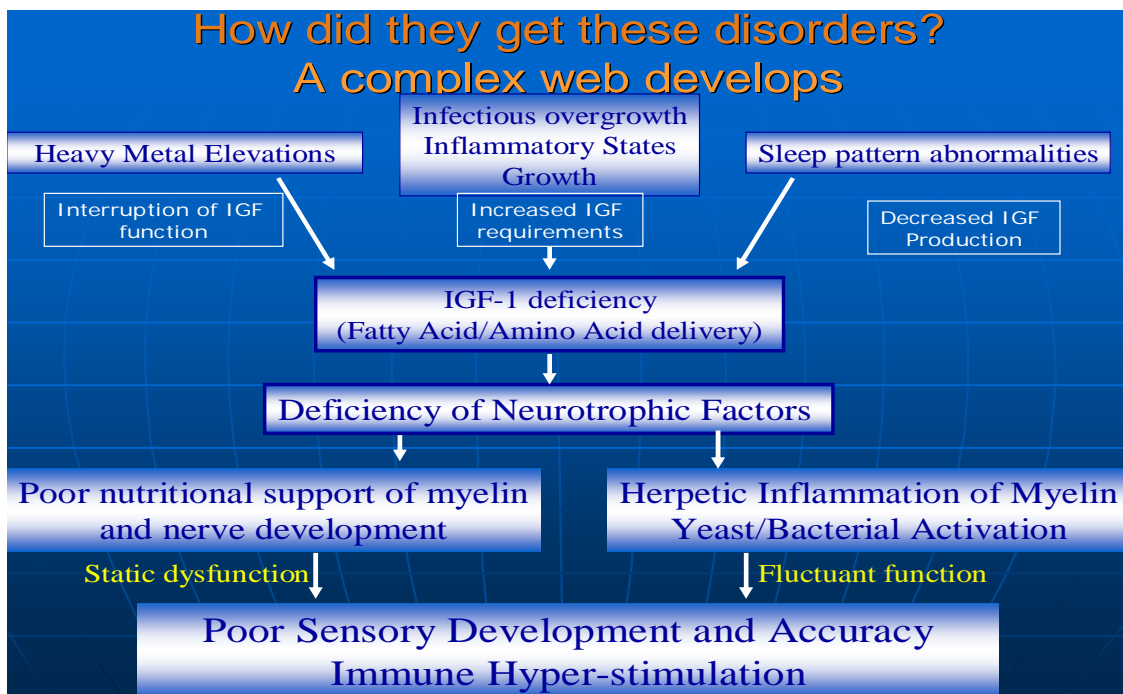 How did they get these disorders?
A complex web develops
Heavy Metal Elevations
Infectious overgrowth
Inflammatory States
Growth
Sleep pattern abnormalities
Interruption of IGF
function
Increased IGF
requirements
Decreased IGF
Production
IGF-1 deficiency
(Fatty Acid/Amino Acid delivery)
Deficiency of Neurotrophic Factors
Poor nutritional support of myelin
and nerve development
Herpetic Inflammation of Myelin
Yeast/Bacterial Activation
Static dysfunction
Fluctuant function
Poor Sensory Development and Accuracy
Immune Hyper-stimulation